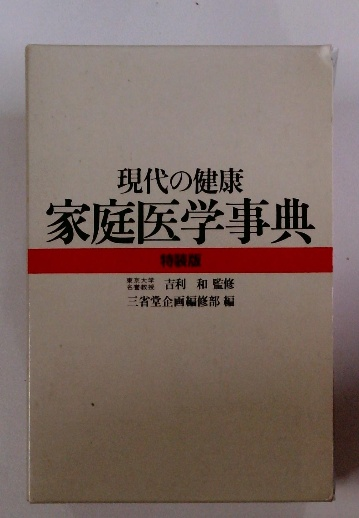 現代の健康
家庭医学事典
特装版
東京大学
名誉教授 吉利 和 監修
三省堂企画編修部 編